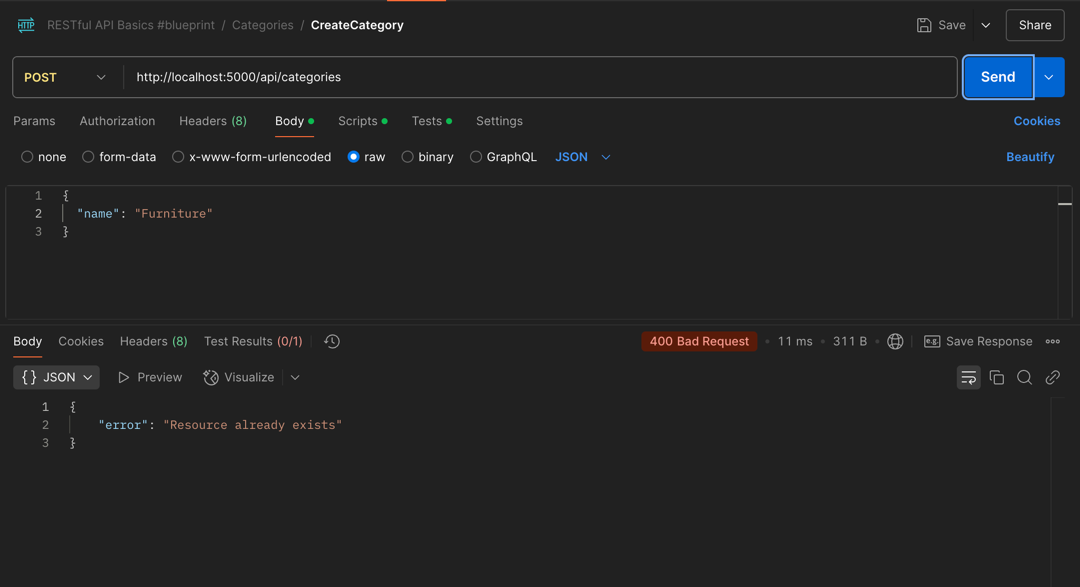 HTTP RESTful API Basics #blueprint / Categories / CreateCategory Save Share
POST http://localhost:5000/api/categories Send
Params Authorization Headers (8) Body Scripts Tests Settings Cookies
none form-data x-www-form-urlencoded raw binary GraphQL JSON Beautify
1 {
2 "name": "Furniture"
3 }
Body Cookies Headers (8) Test Results (0/1) 400 Bad Request 11 ms 311 B e.g. Save Response
{} JSON Preview Visualize
1 {
2 "error": "Resource already exists"
3 }